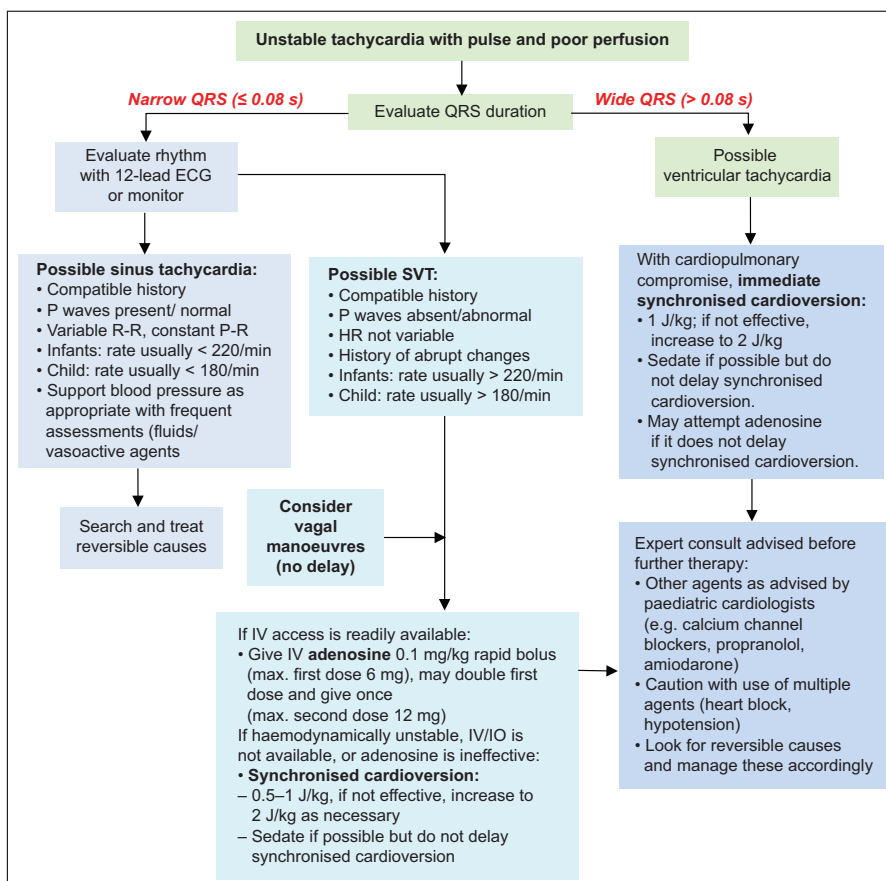 Unstable tachycardia with pulse and poor perfusion
Narrow QRS (≤ 0.08 s)
Evaluate QRS duration
Wide QRS (> 0.08 s)
Evaluate rhythm
with 12-lead ECG
or monitor
Possible
ventricular tachycardia
Possible sinus tachycardia:
• Compatible history
• P waves present/ normal
• Variable R-R, constant P-R
• Infants: rate usually < 220/min
• Child: rate usually < 180/min
• Support blood pressure as
appropriate with frequent
assessments (fluids/
vasoactive agents
Search and treat
reversible causes
Possible SVT:
• Compatible history
• P waves absent/abnormal
• HR not variable
• History of abrupt changes
• Infants: rate usually > 220/min
• Child: rate usually > 180/min
Consider
vagal
manoeuvres
(no delay)
If IV access is readily available:
• Give IV adenosine 0.1 mg/kg rapid bolus
(max. first dose 6 mg), may double first
dose and give once
(max. second dose 12 mg)
If haemodynamically unstable, IV/IO is
not available, or adenosine is ineffective:
• Synchronised cardioversion:
– 0.5–1 J/kg, if not effective, increase to
2 J/kg as necessary
– Sedate if possible but do not delay
synchronised cardioversion
With cardiopulmonary
compromise, immediate
synchronised cardioversion:
• 1 J/kg; if not effective,
increase to 2 J/kg
• Sedate if possible but do
not delay synchronised
cardioversion.
• May attempt adenosine
if it does not delay
synchronised cardioversion.
Expert consult advised before
further therapy:
• Other agents as advised by
paediatric cardiologists
(e.g. calcium channel
blockers, propranolol,
amiodarone)
• Caution with use of multiple
agents (heart block,
hypotension)
• Look for reversible causes
and manage these accordingly